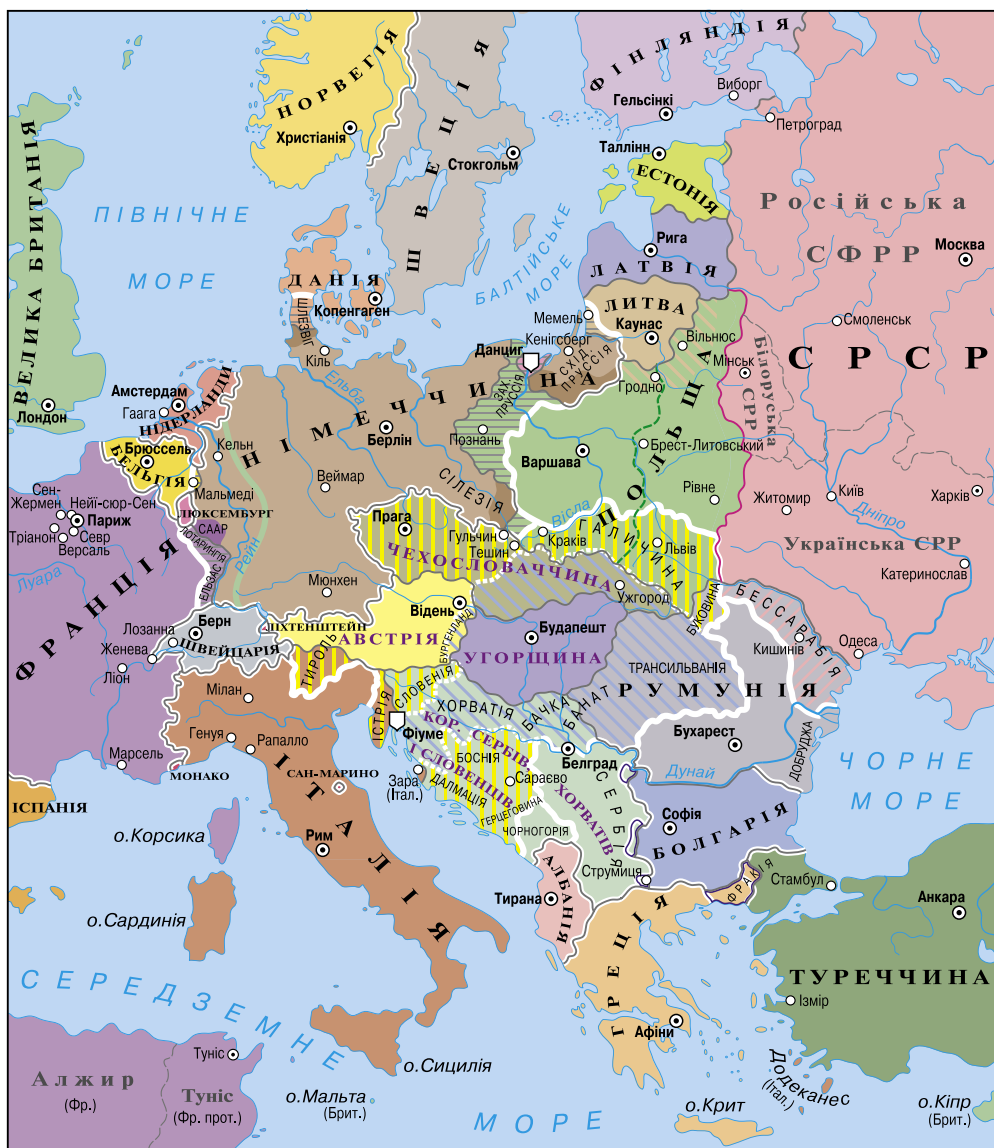 НОРВЕГІЯ
ШВЕЦІЯ
ФІНЛЯНДІЯ
Виборг
Гельсінкі
Петроград
Христіанія
Стокгольм
Таллінн
ЕСТОНІЯ
ВЕЛИКА БРИТАНІЯ
ПІВНІЧНЕ
МОРЕ
Російська
СФРР
Рига
Москва
ЛАТВІЯ
БАЛТІЙСЬКЕ
МОРЕ
ДАНІЯ
Копенгаген
ШЛЕЗВІГ
Кіль
ЛИТВА
Мемель
Каунас
Кенігсберг
СХІД.
ПРУССІЯ
Вільнюс
Смоленськ
СРСР
Данциг
Мінськ
Білоруська
СРР
Гродно
ЗАХ.
ПРУССІЯ
Ельба
Амстердам
Гаага
НІДЕРЛАНДИ
Лондон
НІМЕЧЧИНА
Берлін
Познань
Варшава
Брест-Литовський
ПОЛЬЩА
Брюссель
БЕЛЬГІЯ
Кельн
Веймар
Мальмеді
СІЛЕЗІЯ
Рівне
Житомир
Київ
Харків
Дніпро
ЛЮКСЕМБУРГ
Сен-
Жермен
Нейї-сюр-Сен
Париж
Тріанон
Севр
Версаль
СААР
ЛОТАРИНГІЯ
ЕЛЬЗАС
Рейн
Прага
Гульчин
Тешин
Вісла
Краків
ГАЛИЧИНА
Львів
Українська СРР
Катеринослав
ЧЕХОСЛОВАЧЧИНА
Луара
ФРАНЦІЯ
Мюнхен
Відень
Ужгород
БУКОВИНА
БЕССАРАБІЯ
Берн
Лозанна
ШВЕЙЦАРІЯ
ЛІХТЕНШТЕЙН
АВСТРІЯ
БУРГЕНЛАНД
Будапешт
УГОРЩИНА
Кишинів
Одеса
Женева
Ліон
ТИРОЛЬ
ТРАНСИЛЬВАНІЯ
РУМУНІЯ
Мілан
СЛОВЕНІЯ
ІСТРІЯ
ХОРВАТІЯ
БАЧКА
БАНАТ
Генуя
Рапалло
Фіуме
КОР. СЕРБІВ,
ХОРВАТІВ
І СЛОВЕНЦІВ
Бухарест
ДОБРУДЖА
Белград
Марсель
МОНАКО
САН-МАРИНО
Зара
(Італ.)
БОСНІЯ
Сараєво
ДАЛМАЦІЯ
ГЕРЦЕГОВИНА
СЕРБІЯ
Дунай
ЧОРНЕ
МОРЕ
ІСПАНІЯ
о.Корсика
ІТАЛІЯ
Рим
ЧОРНОГОРІЯ
Софія
БОЛГАРІЯ
Струмиця
ФРАКІЯ
Стамбул
Тирана
АЛБАНІЯ
Анкара
о.Сардинія
ГРЕЦІЯ
ТУРЕЧЧИНА
Ізмір
СЕРЕДЗЕМНЕ
МОРЕ
Афіни
Туніс
о.Сицилія
Алжир
(Фр.)
Туніс
(Фр. прот.)
о.Мальта
(Брит.)
о.Крит
Додеканес
(Італ.)
о.Кіпр
(Брит.)